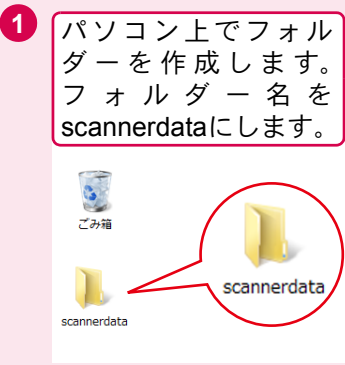 1
パソコン上でフォル
ダーを作成します。
フォルダー名を
scannerdataにします。
ごみ箱
scannerdata
scannerdata